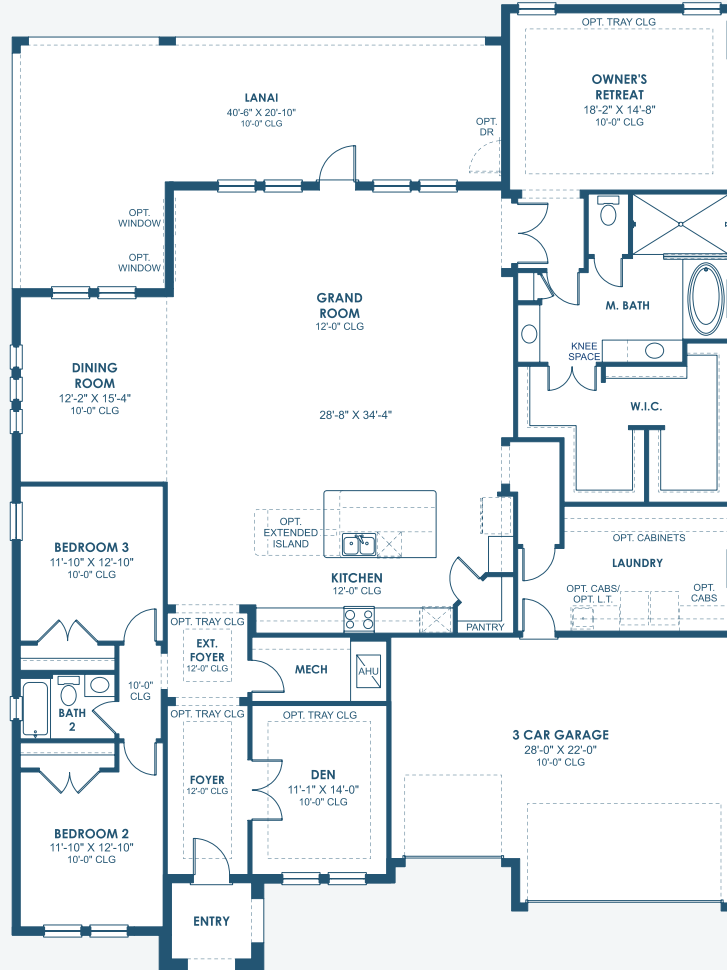 OPT. TRAY CLG
OWNER'S
RETREAT
18'-2" X 14'-8"
10'-0" CLG
LANAI
40'-6" X 20'-10"
10'-0" CLG
OPT.
DR
OPT.
WINDOW
OPT.
WINDOW
GRAND
ROOM
12'-0" CLG
28'-8" X 34'-4"
M. BATH
KNEE
SPACE
DINING
ROOM
12'-2" X 15'-4"
10'-0" CLG
W.I.C.
OPT.
EXTENDED
ISLAND
KITCHEN
12'-0" CLG
PANTRY
OPT. CABINETS
LAUNDRY
OPT. CABS/
OPT. L.T.
OPT.
CABS
BEDROOM 3
11'-10" X 12'-10"
10'-0" CLG
OPT. TRAY CLG
EXT.
FOYER
12'-0" CLG
MECH
AHU
10'-0"
CLG
BATH
2
OPT. TRAY CLG
FOYER
12'-0" CLG
OPT. TRAY CLG
DEN
11'-1" X 14'-0"
10'-0" CLG
3 CAR GARAGE
28'-0" X 22'-0"
10'-0" CLG
BEDROOM 2
11'-10" X 12'-10"
10'-0" CLG
ENTRY